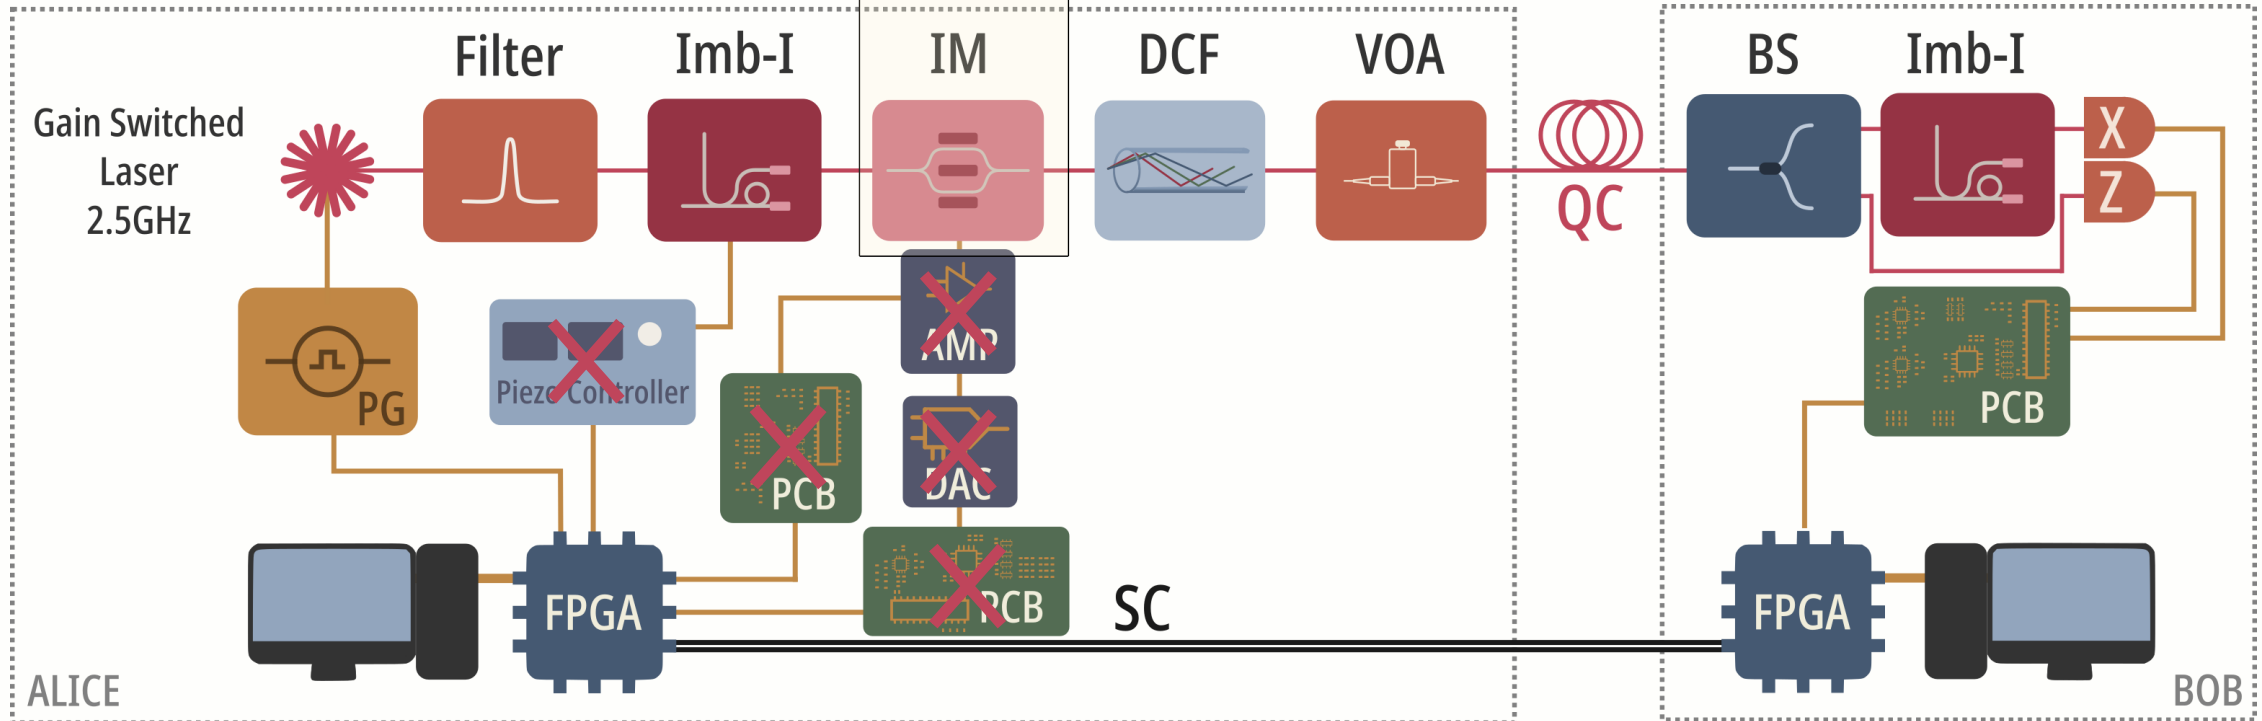 Filter
Imb-I
IM
DCF
VOA
BS
Imb-I
Gain Switched
Laser
2.5GHz
X
Z
QC
PG
Piezo Controller
AMP
PCB
DAC
PCB
PCB
FPGA
SC
FPGA
ALICE
BOB